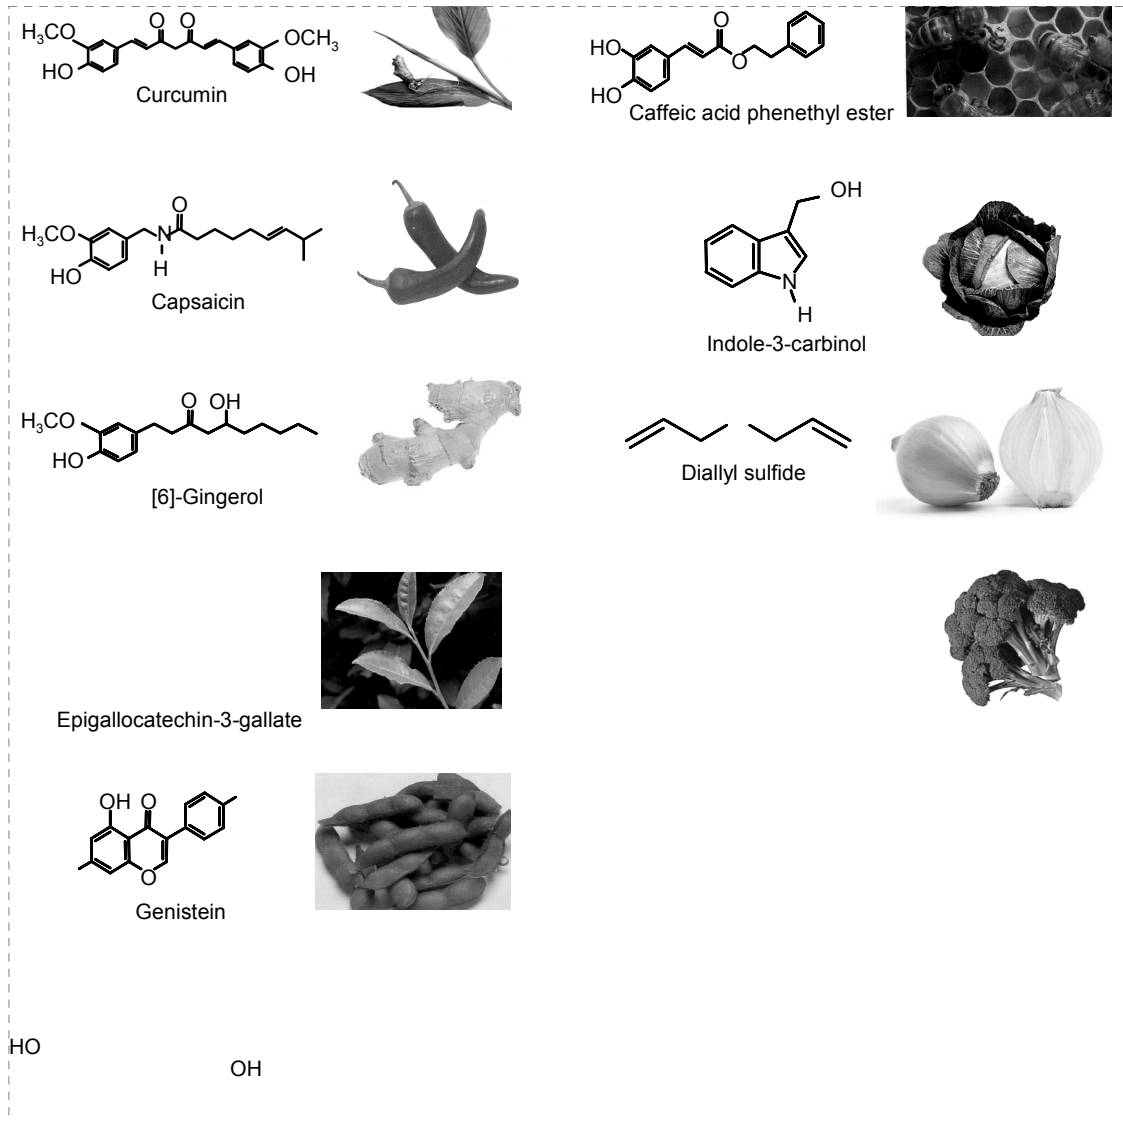 H3CO
O
O
OCH3
HO
OH
Curcumin
HO
HO
O
O
Caffeic acid phenethyl ester
H3CO
HO
O
N
H
Capsaicin
OH
N
H
Indole-3-carbinol
H3CO
HO
O
OH
[6]-Gingerol
Diallyl sulfide
Epigallocatechin-3-gallate
OH
O
O
Genistein
HO
OH